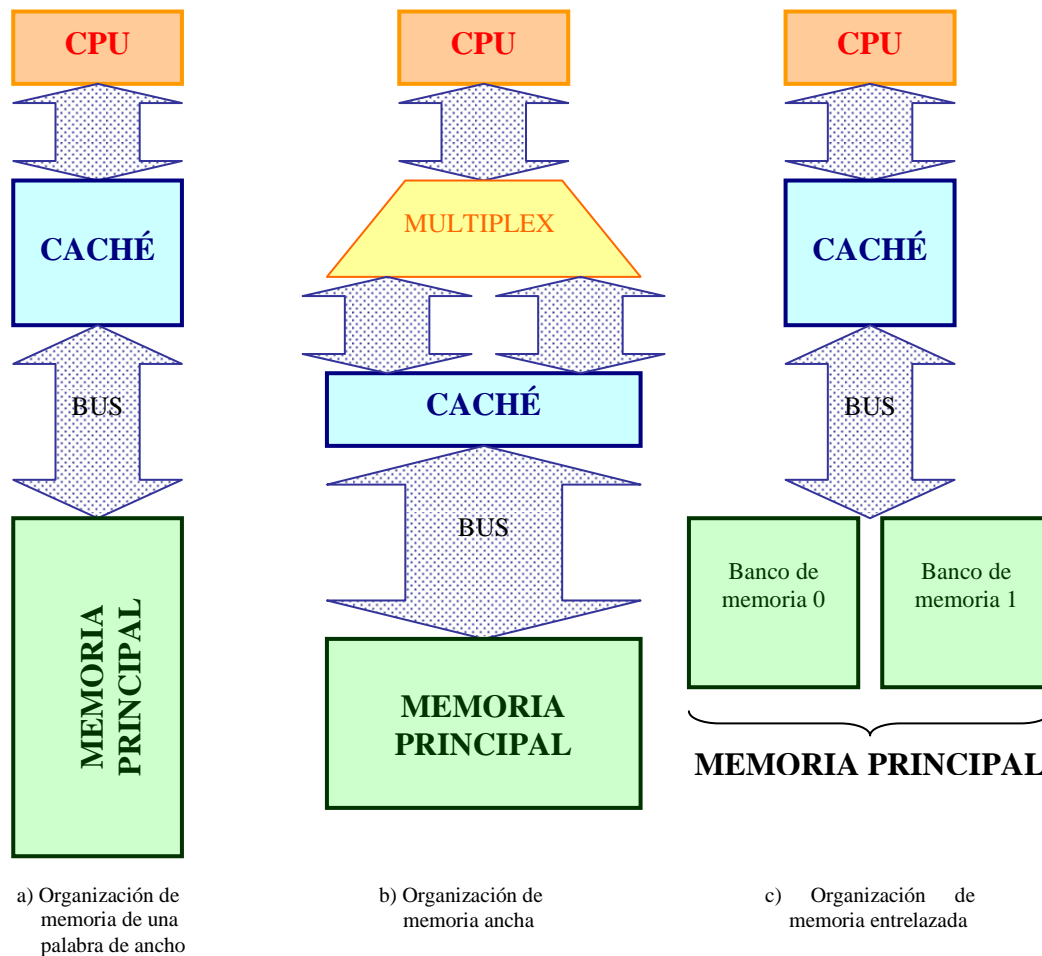 CPU
CACHÉ
BUS
MEMORIA
PRINCIPAL
a) Organización de
memoria de una
palabra de ancho
CPU
MULTIPLEX
CACHÉ
BUS
MEMORIA
PRINCIPAL
b) Organización de
memoria ancha
CPU
CACHÉ
BUS
Banco de
memoria 0
Banco de
memoria 1
MEMORIA PRINCIPAL
c) Organización de
memoria entrelazada